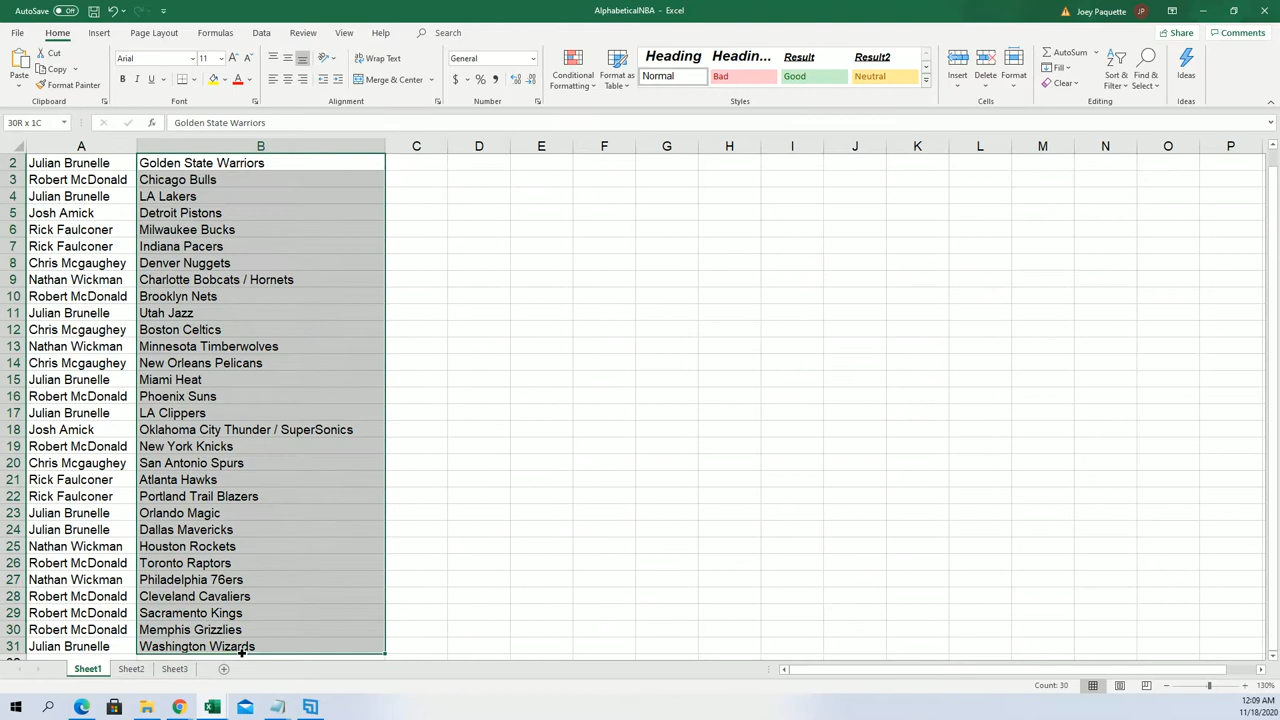 AutoSave Off AlphabeticalNBA - Excel Joey Paquette JP
File Home Insert Page Layout Formulas Data Review View Help Search Share Comments
Cut Arial 11 Wrap Text General Heading Headin... Result Result2 AutoSum
Paste Copy Merge & Center Conditional Formatting Format as Table Normal Bad Good Neutral Insert Delete Format Fill Sort & Filter Find & Select Ideas
Format Painter B I U A $ % Clear
Clipboard Font Alignment Number Styles Cells Editing Ideas
30R x 1C fx Golden State Warriors
A B C D E F G H I J K L M N O P
2 Julian Brunelle Golden State Warriors
3 Robert McDonald Chicago Bulls
4 Julian Brunelle LA Lakers
5 Josh Amick Detroit Pistons
6 Rick Faulconer Milwaukee Bucks
7 Rick Faulconer Indiana Pacers
8 Chris Mcgaughey Denver Nuggets
9 Nathan Wickman Charlotte Bobcats / Hornets
10 Robert McDonald Brooklyn Nets
11 Julian Brunelle Utah Jazz
12 Chris Mcgaughey Boston Celtics
13 Nathan Wickman Minnesota Timberwolves
14 Chris Mcgaughey New Orleans Pelicans
15 Julian Brunelle Miami Heat
16 Robert McDonald Phoenix Suns
17 Julian Brunelle LA Clippers
18 Josh Amick Oklahoma City Thunder / SuperSonics
19 Robert McDonald New York Knicks
20 Chris Mcgaughey San Antonio Spurs
21 Rick Faulconer Atlanta Hawks
22 Rick Faulconer Portland Trail Blazers
23 Julian Brunelle Orlando Magic
24 Julian Brunelle Dallas Mavericks
25 Nathan Wickman Houston Rockets
26 Robert McDonald Toronto Raptors
27 Nathan Wickman Philadelphia 76ers
28 Robert McDonald Cleveland Cavaliers
29 Robert McDonald Sacramento Kings
30 Robert McDonald Memphis Grizzlies
31 Julian Brunelle Washington Wizards
Sheet1 Sheet2 Sheet3
Count: 30 130%
12:09 AM
11/18/2020